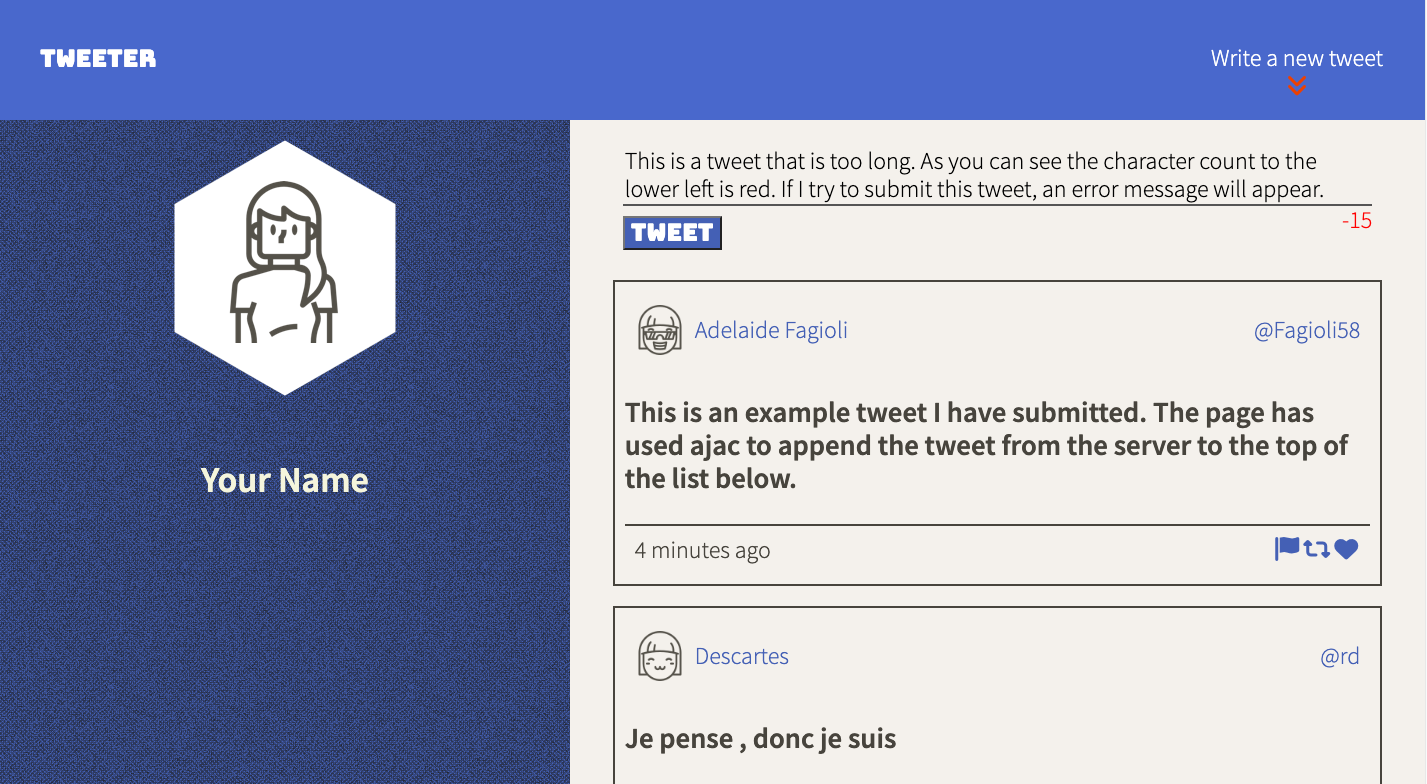 TWEETER
Write a new tweet
Your Name
This is a tweet that is too long. As you can see the character count to the
lower left is red. If I try to submit this tweet, an error message will appear.
TWEET
-15
Adelaide Fagioli
@Fagioli58
This is an example tweet I have submitted. The page has
used ajac to append the tweet from the server to the top of
the list below.
4 minutes ago
Descartes
@rd
Je pense , donc je suis